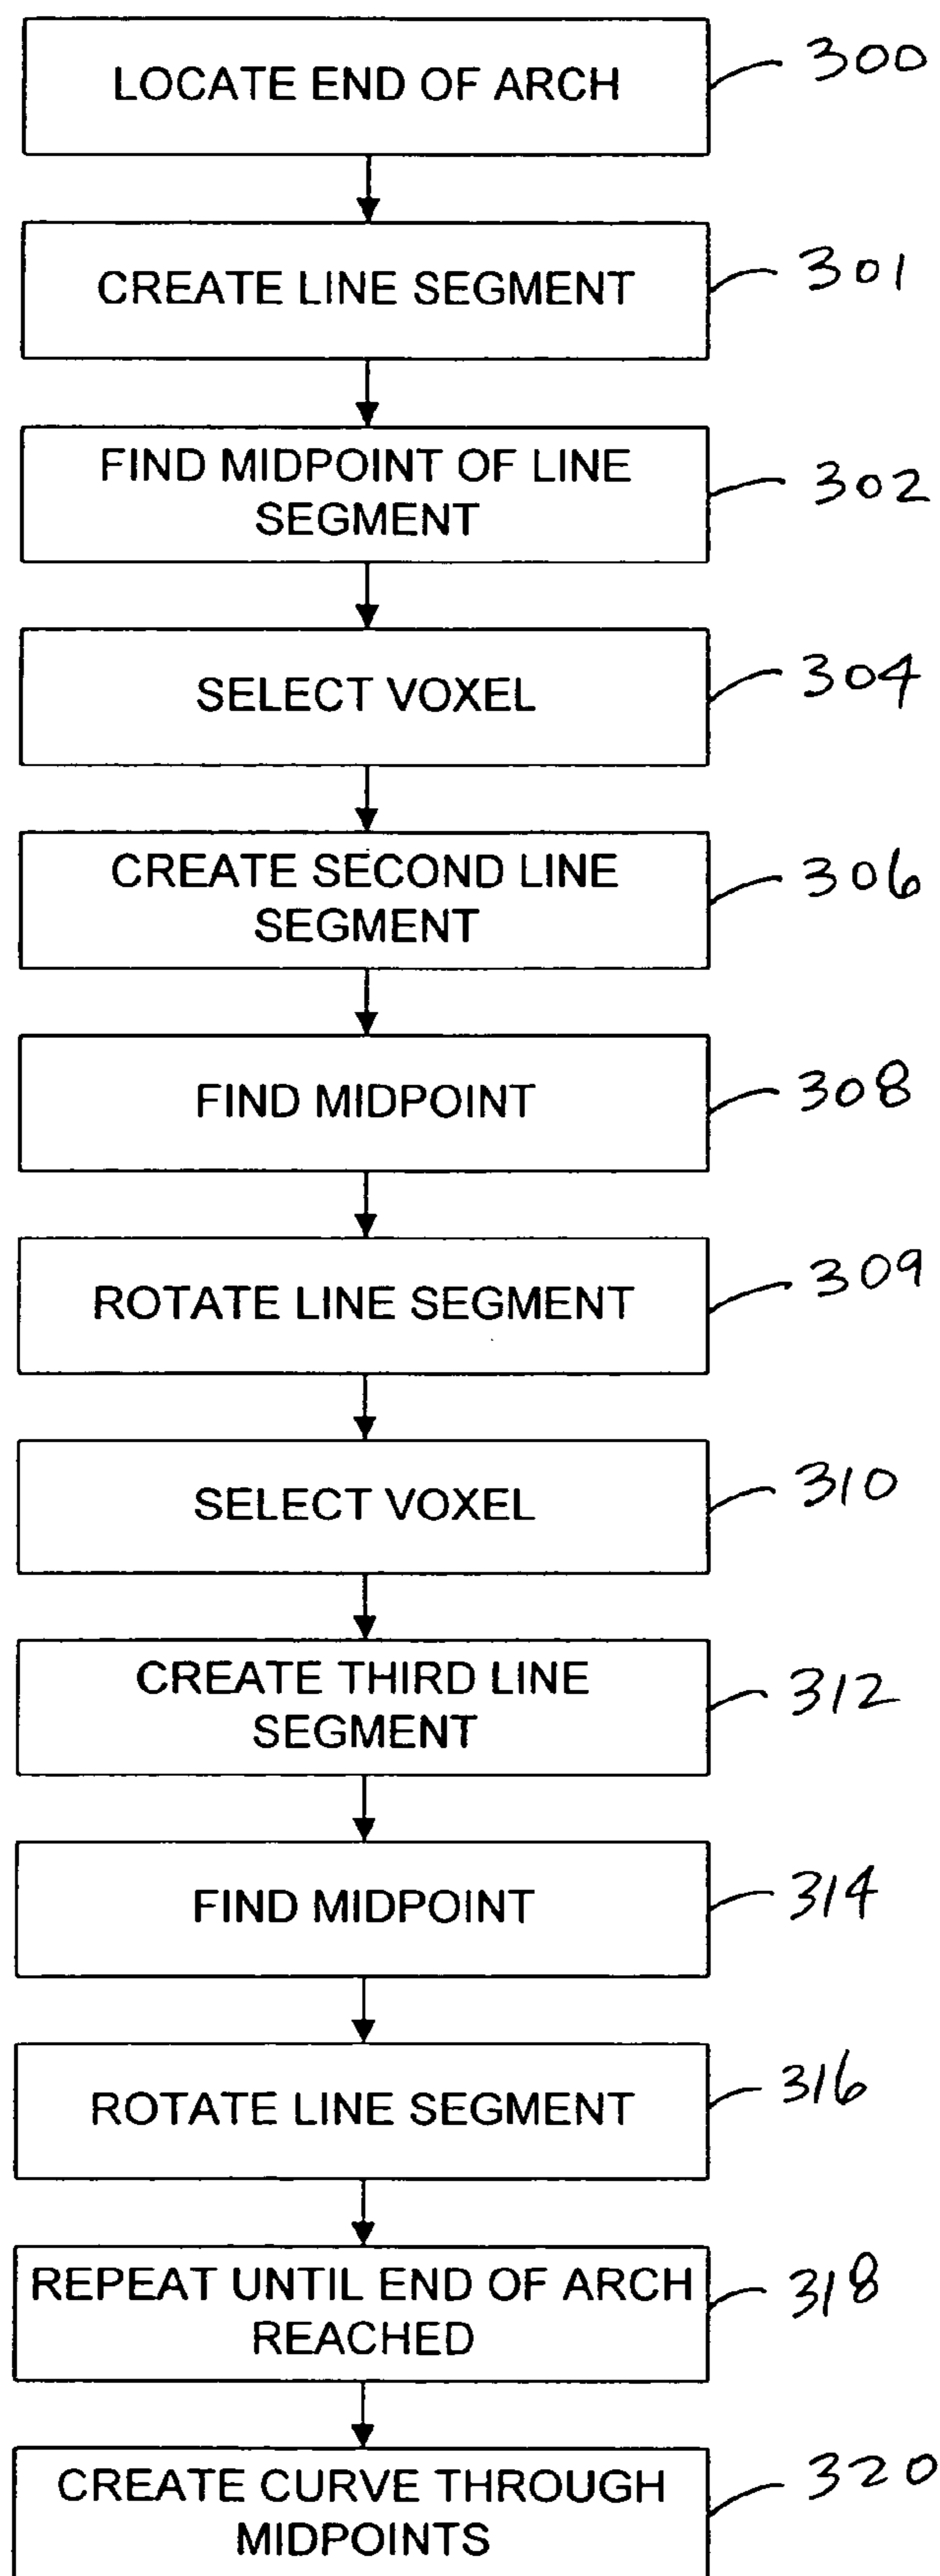 LOCATE END OF ARCH
300
CREATE LINE SEGMENT
301
FIND MIDPOINT OF LINE
SEGMENT
302
SELECT VOXEL
304
CREATE SECOND LINE
SEGMENT
306
FIND MIDPOINT
308
ROTATE LINE SEGMENT
309
SELECT VOXEL
310
CREATE THIRD LINE
SEGMENT
312
FIND MIDPOINT
314
ROTATE LINE SEGMENT
316
REPEAT UNTIL END OF ARCH
REACHED
318
CREATE CURVE THROUGH
MIDPOINTS
320